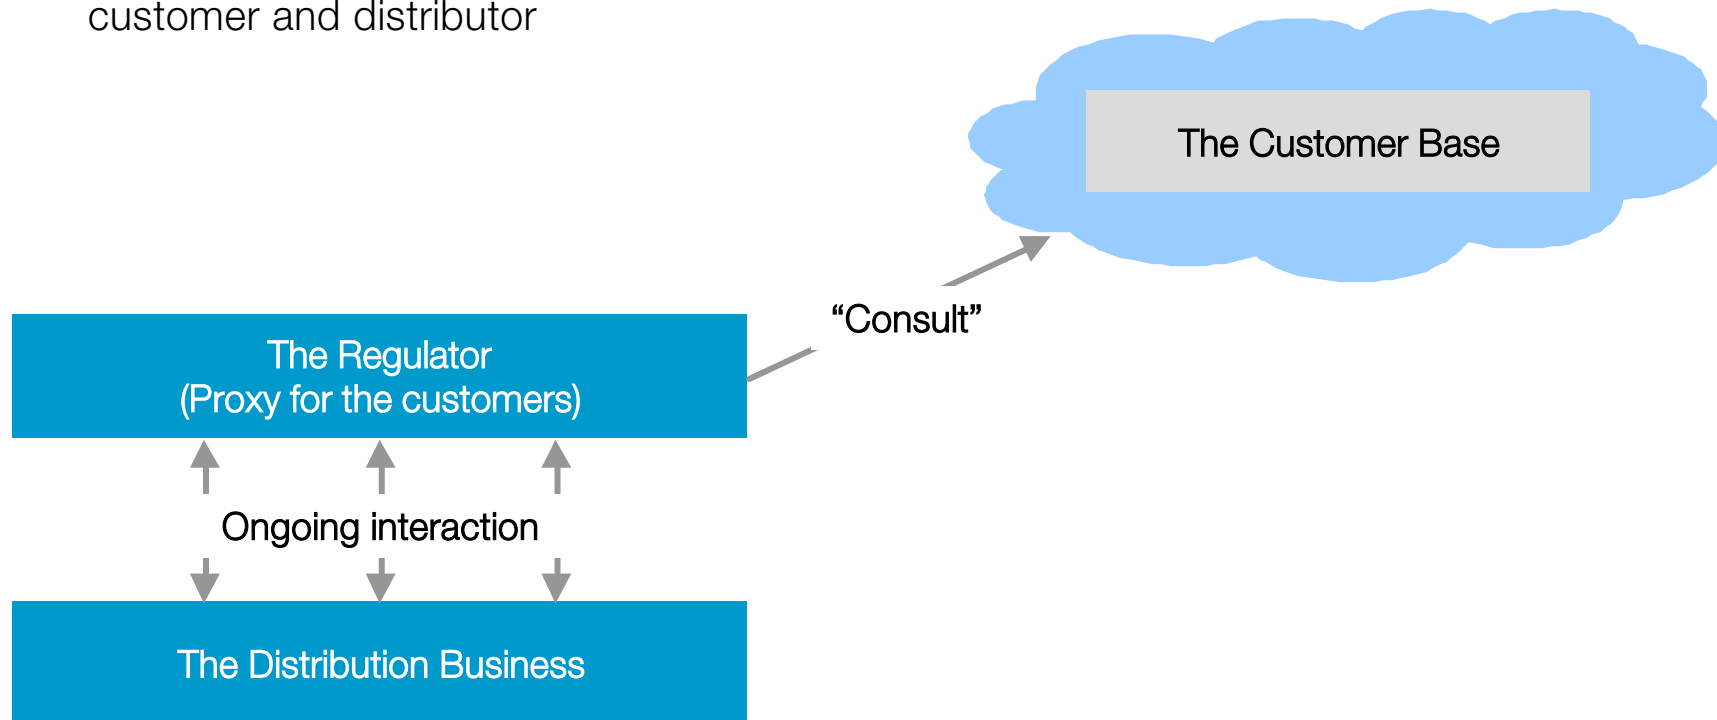 customer and distributor
The Customer Base
“Consult”
The Regulator
(Proxy for the customers)
Ongoing interaction
The Distribution Business